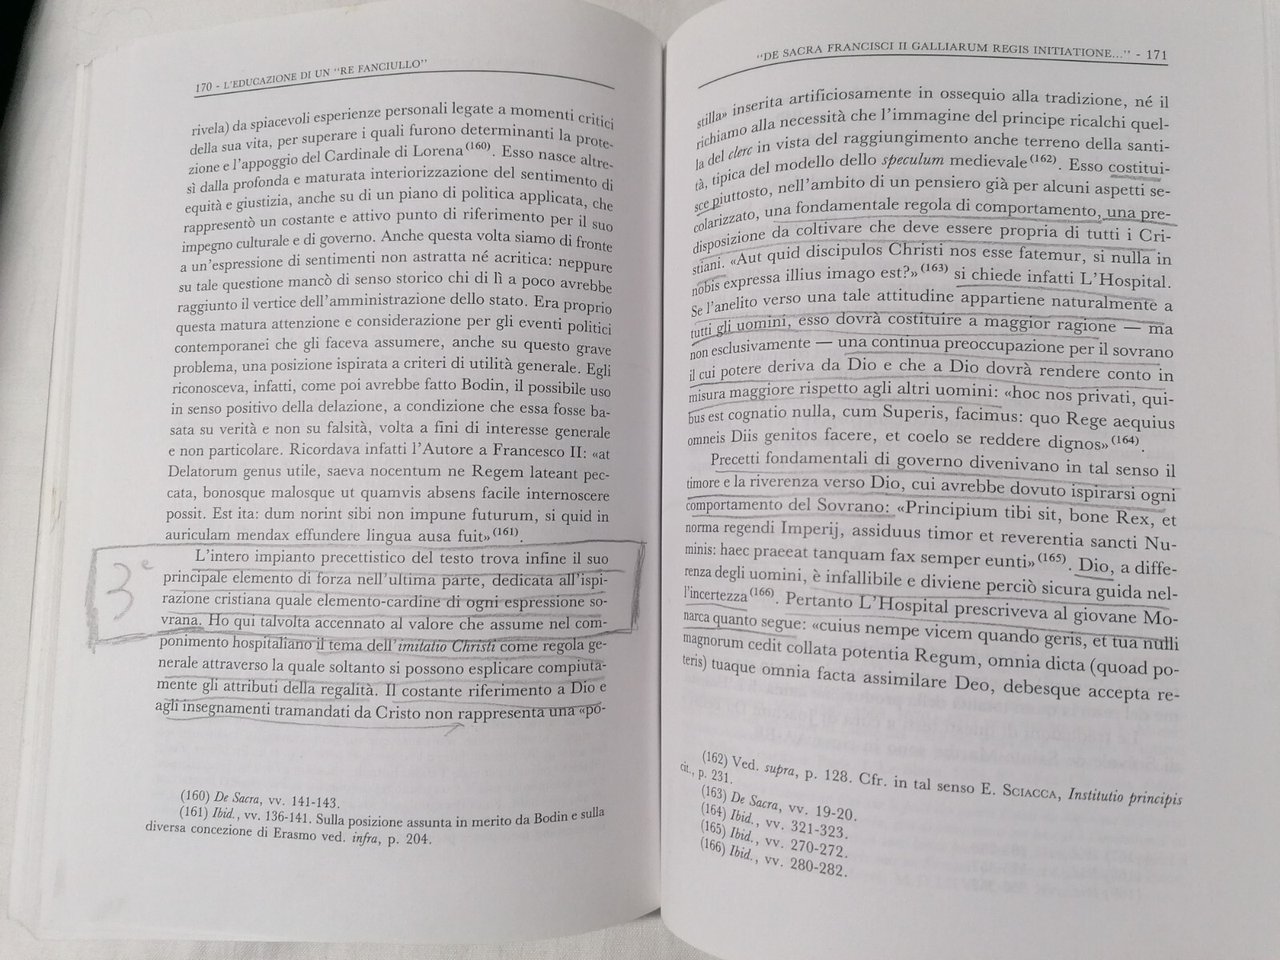 170 - L'EDUCAZIONE DI UN "RE FANCIULLO"
rivela) da spiacevoli esperienze personali legate a momenti critici
della sua vita, per superare i quali furono determinanti la prote-
zione e l'appoggio del Cardinale di Lorena(160). Esso nasce altre-
sì dalla profonda e maturata interiorizzazione del sentimento di
equità e giustizia, anche su di un piano di politica applicata, che
rappresentò un costante e attivo punto di riferimento per il suo
impegno culturale e di governo. Anche questa volta siamo di fronte
a un'espressione di sentimenti non astratta né acritica: neppure
su tale questione mancò di senso storico chi di lì a poco avrebbe
raggiunto il vertice dell'amministrazione dello stato. Era proprio
questa matura attenzione e considerazione per gli eventi politici
contemporanei che gli faceva assumere, anche su questo grave
problema, una posizione ispirata a criteri di utilità generale. Egli
riconosceva, infatti, come poi avrebbe fatto Bodin, il possibile uso
in senso positivo della delazione, a condizione che essa fosse ba-
sata su verità e non su falsità, volta a fini di interesse generale
e non particolare. Ricordava infatti l'Autore a Francesco II: «at
Delatorum genus utile, saeva nocentum ne Regem lateant pec-
cata, bonosque malosque ut quamvis absens facile internoscere
possit. Est ita: dum norint sibi non impune futurum, si quid in
auriculam mendax effundere lingua ausa fuit»(161).
3e
L'intero impianto precettistico del testo trova infine il suo
principale elemento di forza nell'ultima parte, dedicata all'ispi-
razione cristiana quale elemento-cardine di ogni espressione so-
vrana. Ho qui talvolta accennato al valore che assume nel com-
ponimento hospitaliano il tema dell'imitatio Christi come regola ge-
nerale attraverso la quale soltanto si possono esplicare compiuta-
mente gli attributi della regalità. Il costante riferimento a Dio e
agli insegnamenti tramandati da Cristo non rappresenta una «po-
(160) De Sacra, vv. 141-143.
(161) Ibid., vv. 136-141. Sulla posizione assunta in merito da Bodin e sulla
diversa concezione di Erasmo ved. infra, p. 204.
"DE SACRA FRANCISCI II GALLIARUM REGIS INITIATIONE..." - 171
stilla» inserita artificiosamente in ossequio alla tradizione, né il
richiamo alla necessità che l'immagine del principe ricalchi quel-
la del clerc in vista del raggiungimento anche terreno della santi-
tà, tipica del modello dello speculum medievale(162). Esso costitui-
sce piuttosto, nell'ambito di un pensiero già per alcuni aspetti se-
colarizzato, una fondamentale regola di comportamento, una pre-
disposizione da coltivare che deve essere propria di tutti i Cri-
stiani. «Aut quid discipulos Christi nos esse fatemur, si nulla in
nobis expressa illius imago est?»(163) si chiede infatti L'Hospital.
Se l'anelito verso una tale attitudine appartiene naturalmente a
tutti gli uomini, esso dovrà costituire a maggior ragione — ma
non esclusivamente — una continua preoccupazione per il sovrano
il cui potere deriva da Dio e che a Dio dovrà rendere conto in
misura maggiore rispetto agli altri uomini: «hoc nos privati, qui-
bus est cognatio nulla, cum Superis, facimus: quo Rege aequius
omneis Diis genitos facere, et coelo se reddere dignos»(164).
Precetti fondamentali di governo divenivano in tal senso il
timore e la riverenza verso Dio, cui avrebbe dovuto ispirarsi ogni
comportamento del Sovrano: «Principium tibi sit, bone Rex, et
norma regendi Imperij, assiduus timor et reverentia sancti Nu-
minis: haec praeeat tanquam fax semper eunti»(165). Dio, a diffe-
renza degli uomini, è infallibile e diviene perciò sicura guida nel-
l'incertezza(166). Pertanto L'Hospital prescriveva al giovane Mo-
narca quanto segue: «cuius nempe vicem quando geris, et tua nulli
magnorum cedit collata potentia Regum, omnia dicta (quoad po-
teris) tuaque omnia facta assimilare Deo, debesque accepta re-
(162) Ved. supra, p. 128. Cfr. in tal senso E. SCIACCA, Institutio principis
cit., p. 231.
(163) De Sacra, vv. 19-20.
(164) Ibid., vv. 321-323.
(165) Ibid., vv. 270-272.
(166) Ibid., vv. 280-282.